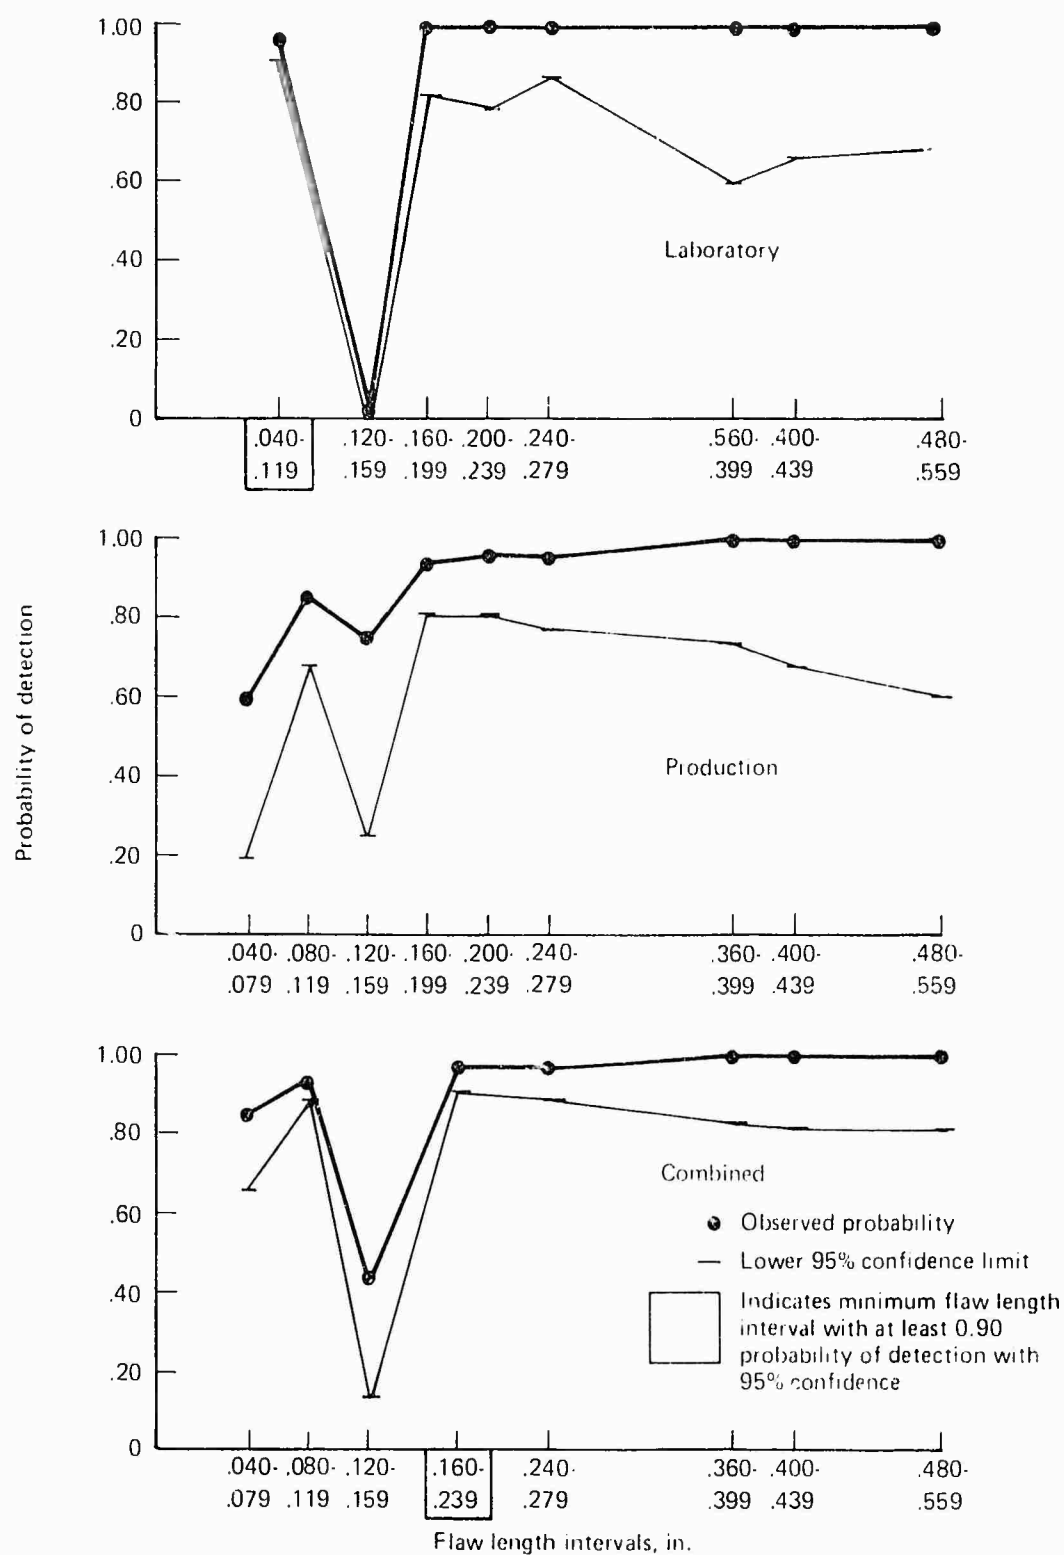 Probability of detection
1.00
.80
.60
.40
.20
0
Laboratory
.040- .120- .160- .200- .240- .560- .400- .480-
.119 .159 .199 .239 .279 .399 .439 .559
1.00
.80
.60
.40
.20
0
Production
.040- .080- .120- .160- .200- .240- .360- .400- .480-
.079 .119 .159 .199 .239 .279 .399 .439 .559
1.00
.80
.60
.40
.20
0
Combined
Observed probability
Lower 95% confidence limit
Indicates minimum flaw length
interval with at least 0.90
probability of detection with
95% confidence
.040- .080- .120- .160- .240- .360- .400- .480-
.079 .119 .159 .239 .279 .399 .439 .559
Flaw length intervals, in.